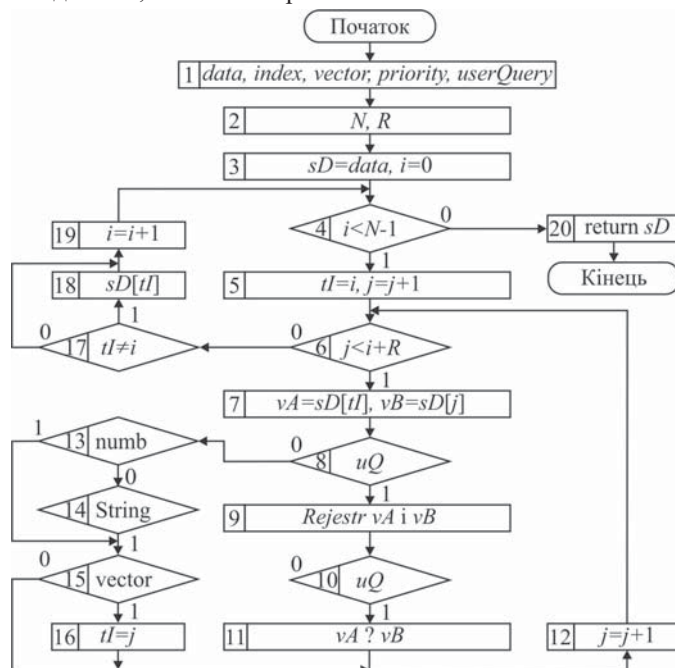 Початок
1 data, index, vector, priority, userQuery
2 N, R
3 sD=data, i=0
19 i=i+1
4 i<N-1
0
20 return sD
1
18 sD[tI]
5 tI=i, j=j+1
Кінець
0
1
0
17 tI≠i
6 j<i+R
1
7 vA=sD[tI], vB=sD[j]
1
13 numb
0
8 uQ
0
1
14 String
9 Rejestr vA i vB
0
1
0
15 vector
10 uQ
1
1
16 tI=j
11 vA ? vB
12 j=j+1